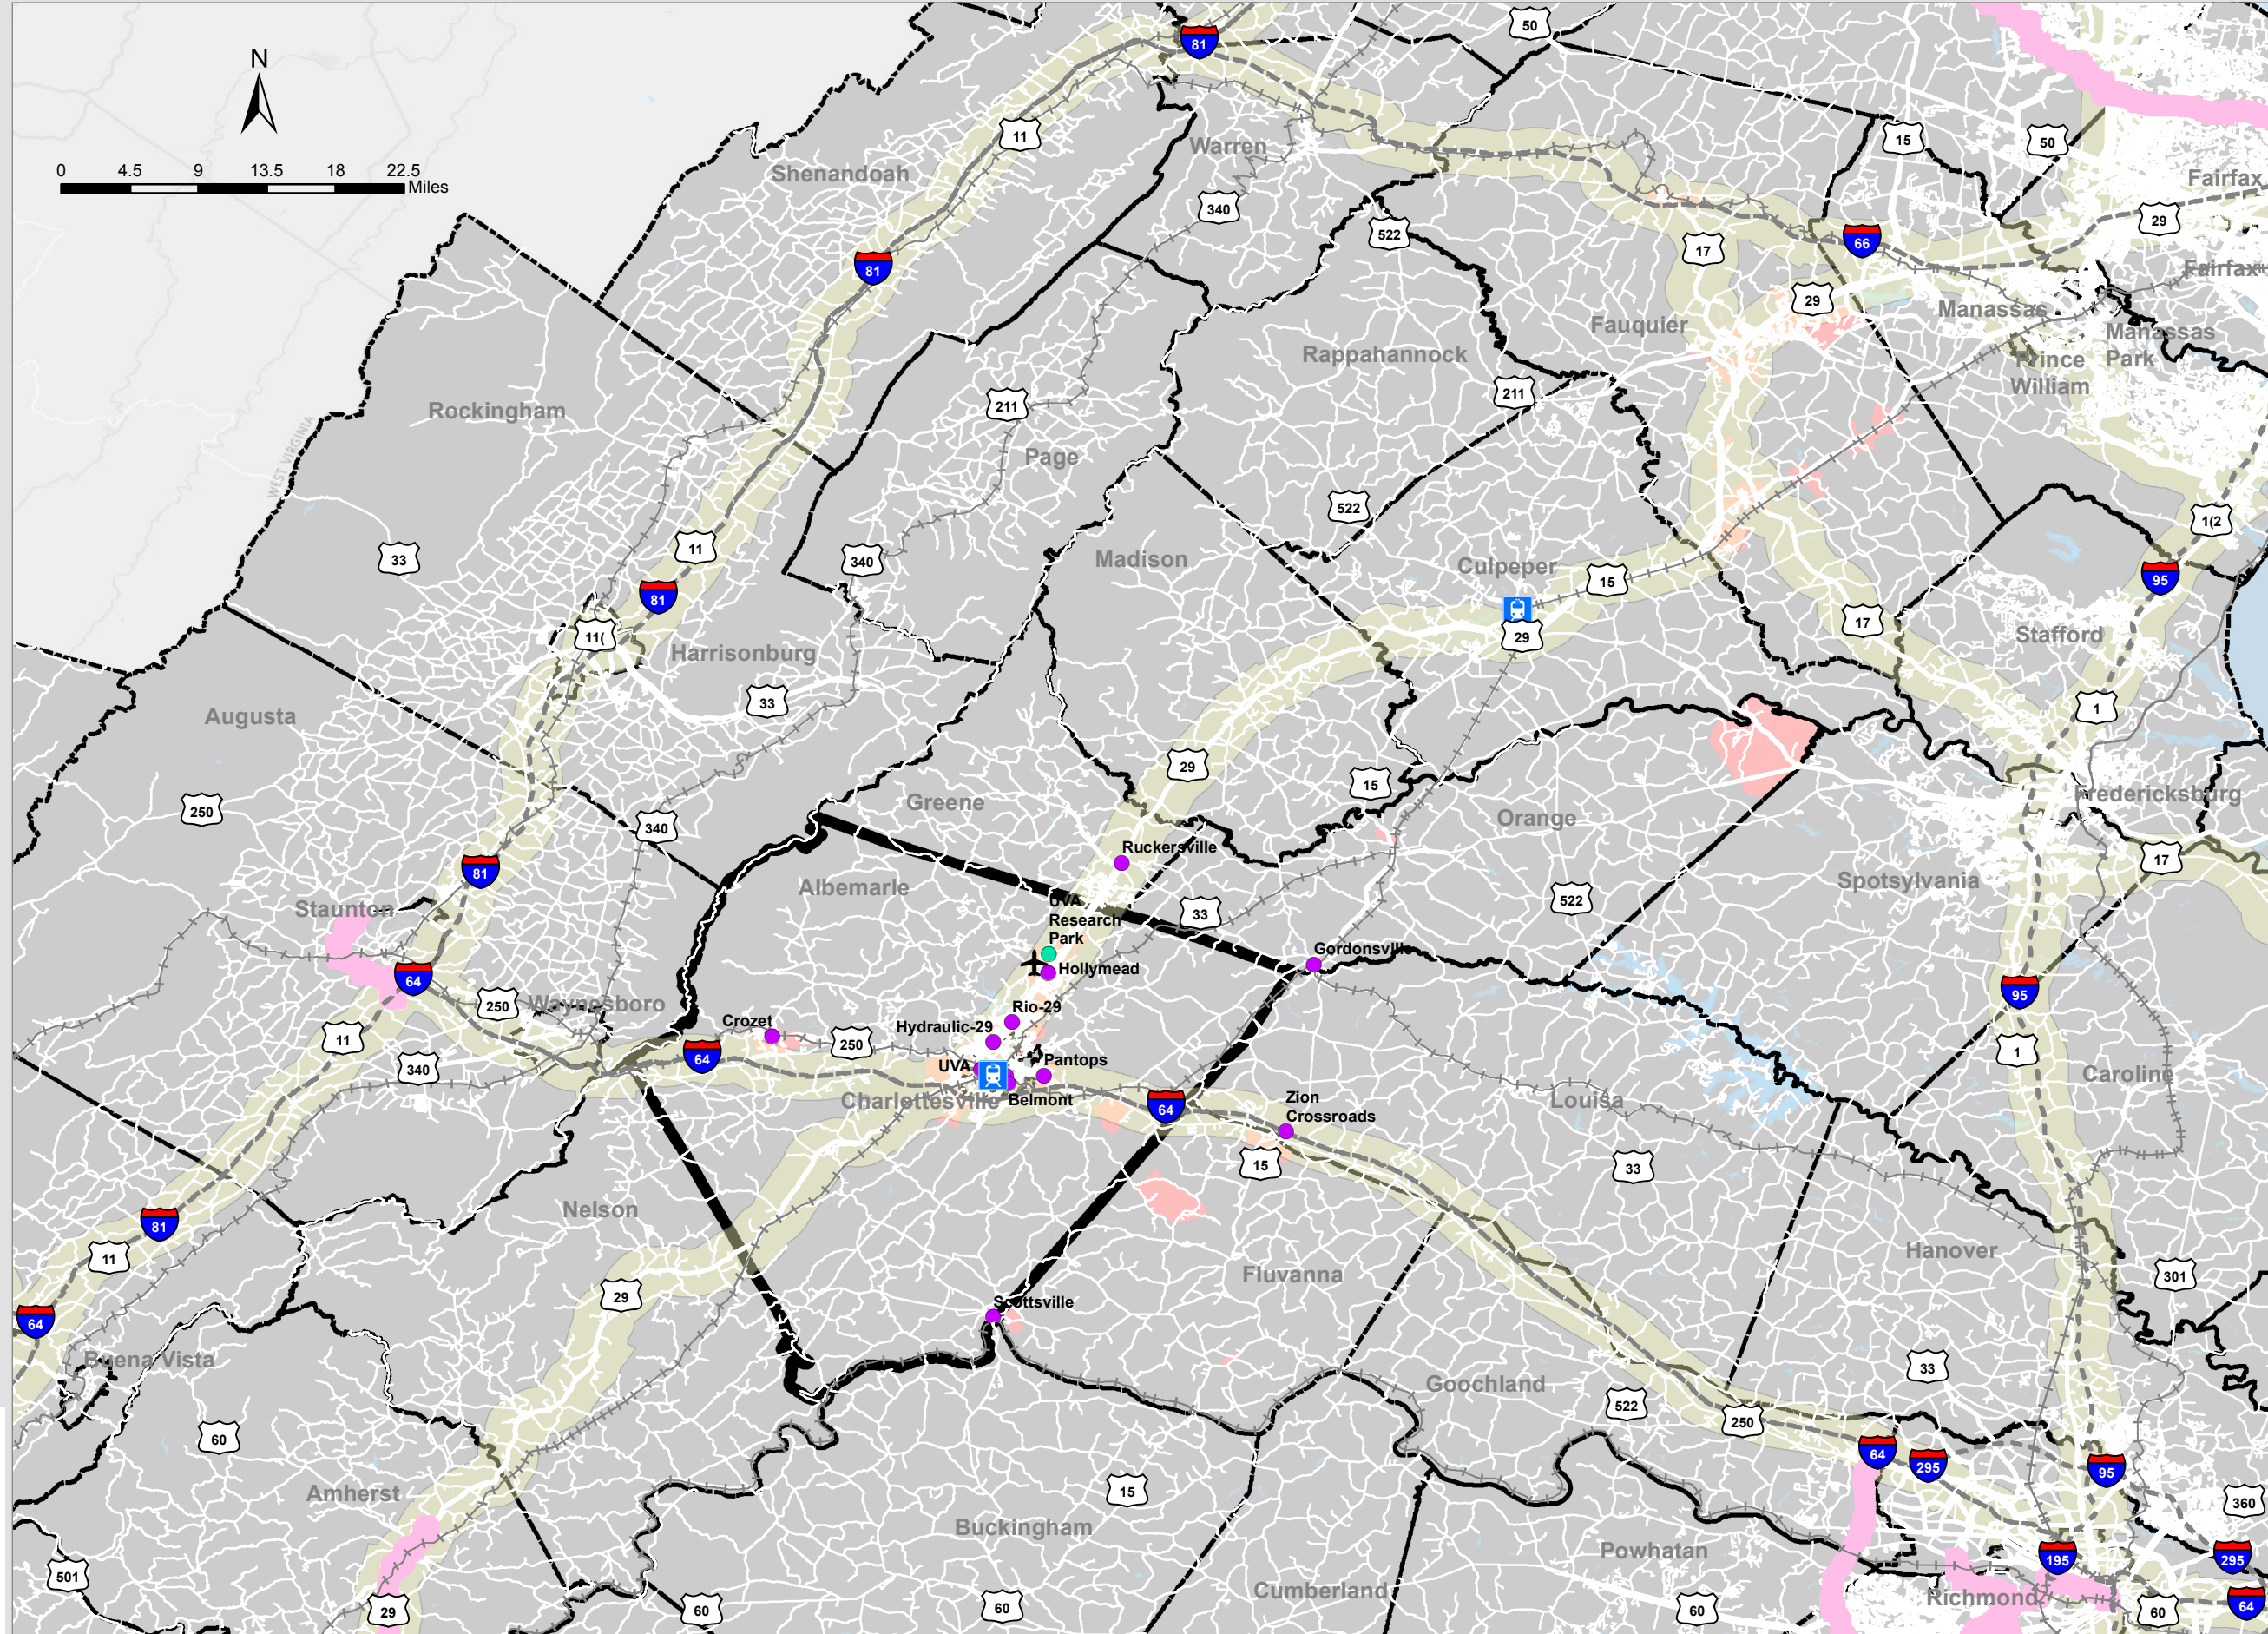 N
0 4.5 9 13.5 18 22.5
Miles
81
50
11
Warren
15
50
Shenandoah
Fairfax
340
29
522
66
17
81
Fairfax
29
Manassas
Fauquier
Manassas
Park
Rappahannock
Prince
William
211
211
Rockingham
WEST VIRGINIA
Page
522
1(2
11
33
340
Madison
Culpeper
15
95
81
11(
29
17
Stafford
Harrisonburg
33
1
Augusta
29
15
Fredericksburg
Greene
250
Orange
340
Ruckersville
17
81
Albemarle
Spotsylvania
522
UVA
Research
Park
Staunton
33
Gordonsville
Hollymead
64
95
250
Waynesboro
Rio-29
Crozet
Hydraulic-29
11
250
64
1
Pantops
UVA
340
Caroline
Charlottesville
Belmont
64
Zion
Crossroads
Louisa
15
33
Nelson
81
Hanover
11
Fluvanna
301
29
Scottsville
64
Buena Vista
33
Goochland
522
250
60
64
295
95
Amherst
15
360
Buckingham
Powhatan
195
295
501
Cumberland
Richmond
29
60
60
60
60
64